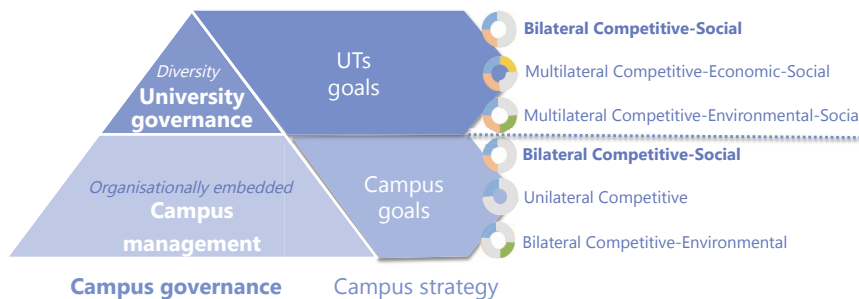 Diversity
University
governance
UTs
goals
Bilateral Competitive-Social
Multilateral Competitive-Economic-Social
Multilateral Competitive-Environmental-Social
Organisationally embedded
Campus
management
Campus
goals
Bilateral Competitive-Social
Unilateral Competitive
Bilateral Competitive-Environmental
Campus governance
Campus strategy